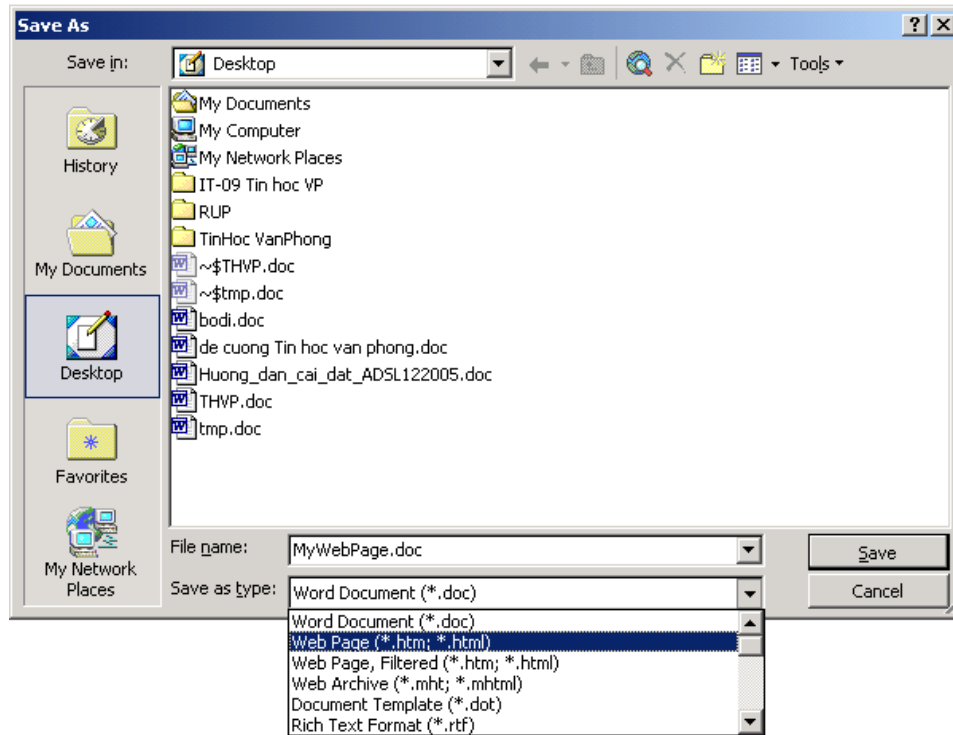 Save As
Save in:
Desktop
Tools
History
My Documents
Desktop
Favorites
My Network
Places
My Documents
My Computer
My Network Places
IT-09 Tin hoc VP
RUP
TinHoc VanPhong
~$THVP.doc
~$tmp.doc
bodi.doc
de cuong Tin hoc van phong.doc
Huong_dan_cai_dat_ADSL122005.doc
THVP.doc
tmp.doc
File name:
MyWebPage.doc
Save
Save as type:
Word Document (*.doc)
Cancel
Word Document (*.doc)
Web Page (*.htm; *.html)
Web Page, Filtered (*.htm; *.html)
Web Archive (*.mht; *.mhtml)
Document Template (*.dot)
Rich Text Format (*.rtf)